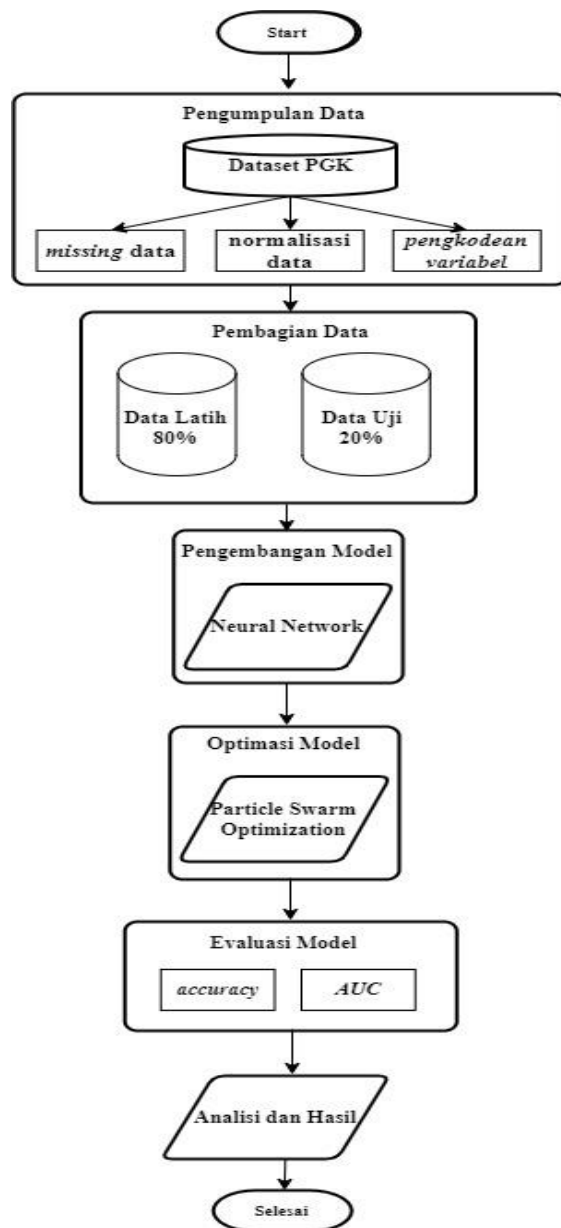 Start
Pengumpulan Data
Dataset PGK
missing data
normalisasi
data
pengkodean
variabel
Pembagian Data
Data Latih
80%
Data Uji
20%
Pengembangan Model
Neural Network
Optimasi Model
Particle Swarm
Optimization
Evaluasi Model
accuracy
AUC
Analisi dan Hasil
Selesai